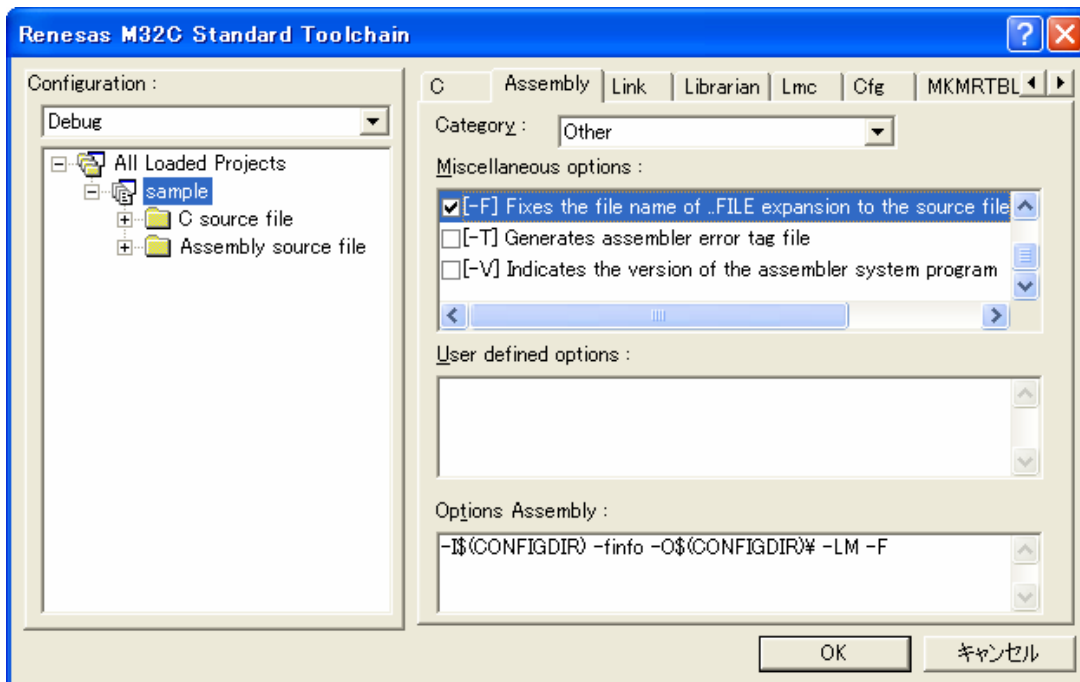 Renesas M32C Standard Toolchain
Configuration :
Debug
All Loaded Projects
sample
C source file
Assembly source file
C Assembly Link Librarian Lmc Cfg MKMRTBL
Category :
Other
Miscellaneous options :
[-F] Fixes the file name of ..FILE expansion to the source file
[-T] Generates assembler error tag file
[-V] Indicates the version of the assembler system program
User defined options :
Options Assembly :
-I$(CONFIGDIR) -finfo -O$(CONFIGDIR)¥ -LM -F
OK キャンセル